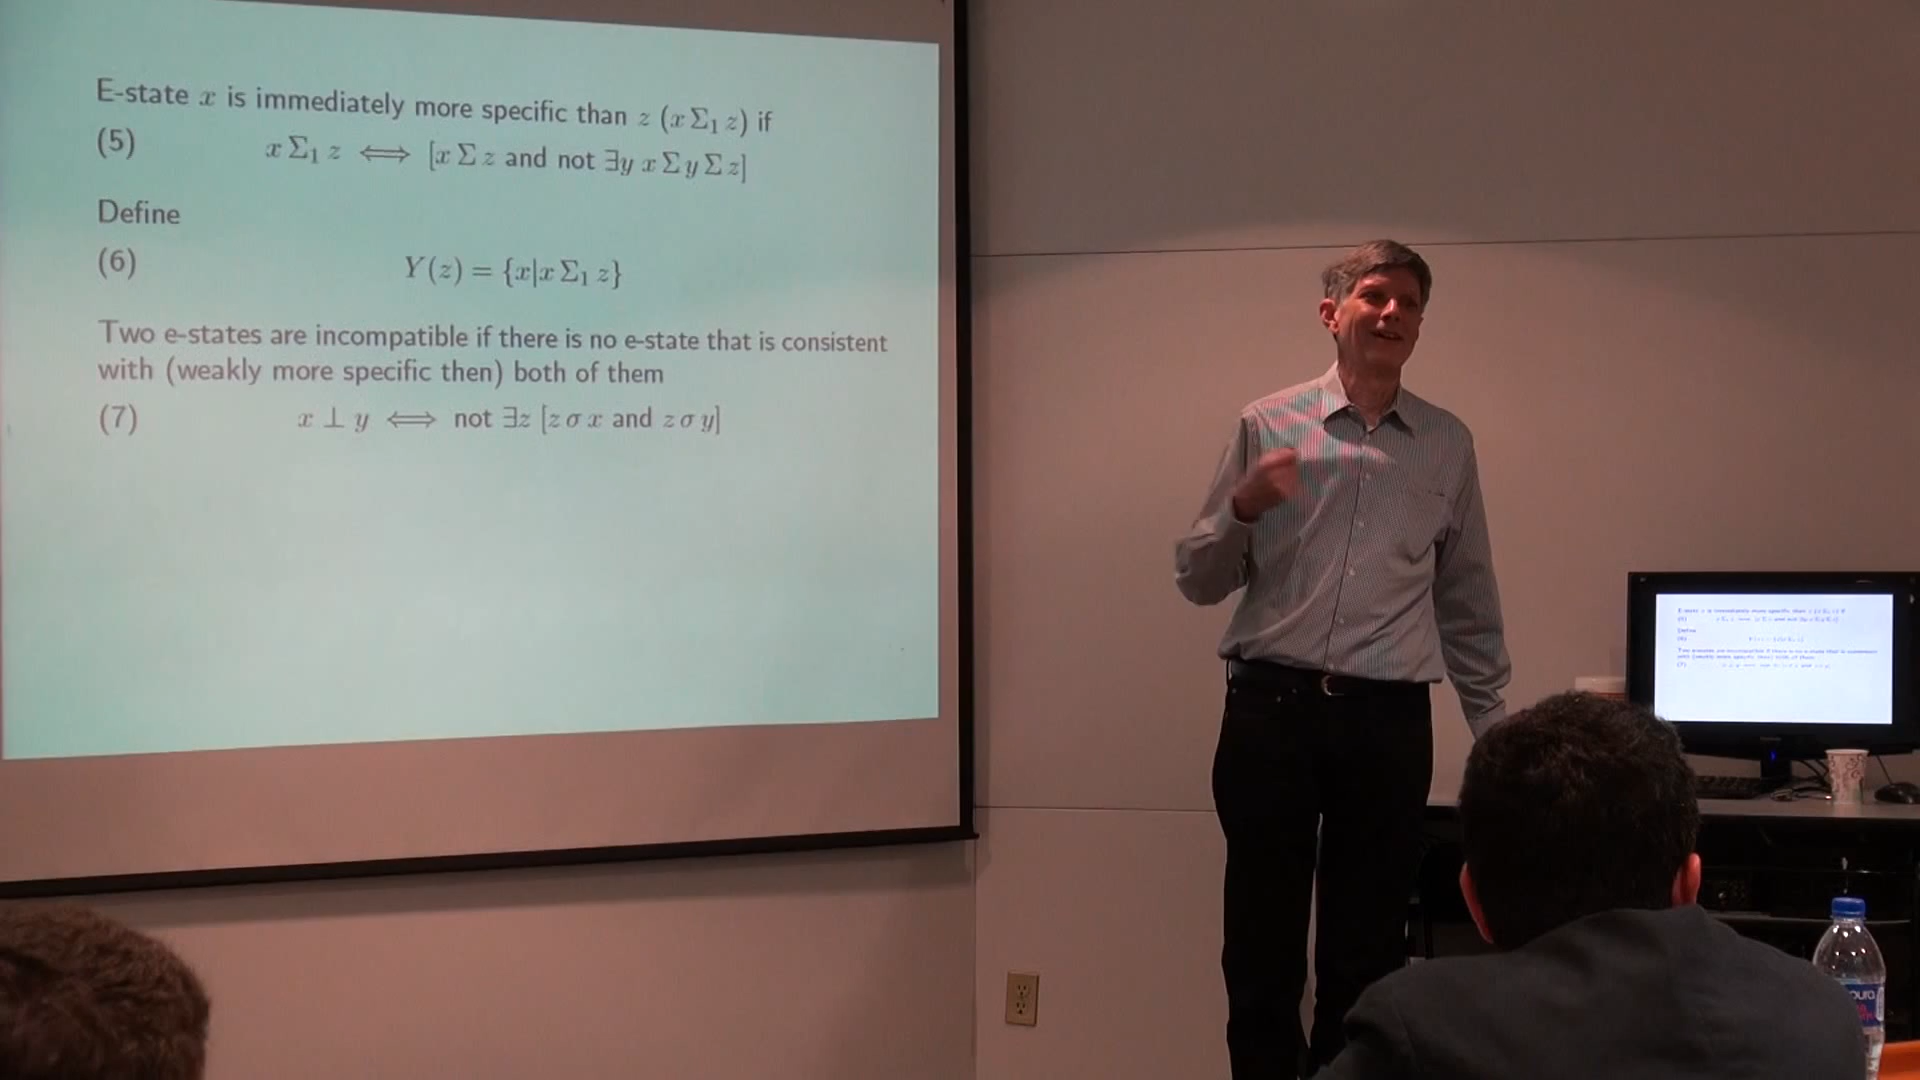 E-state x is immediately more specific than z (x Σ₁ z) if
(5) x Σ₁ z ⟺ [x Σ z and not ∃y x Σ y Σ z]
Define
(6) Y(z) = {x|x Σ₁ z}
Two e-states are incompatible if there is no e-state that is consistent
with (weakly more specific then) both of them
(7) x ⊥ y ⟺ not ∃z [z σ x and z σ y]